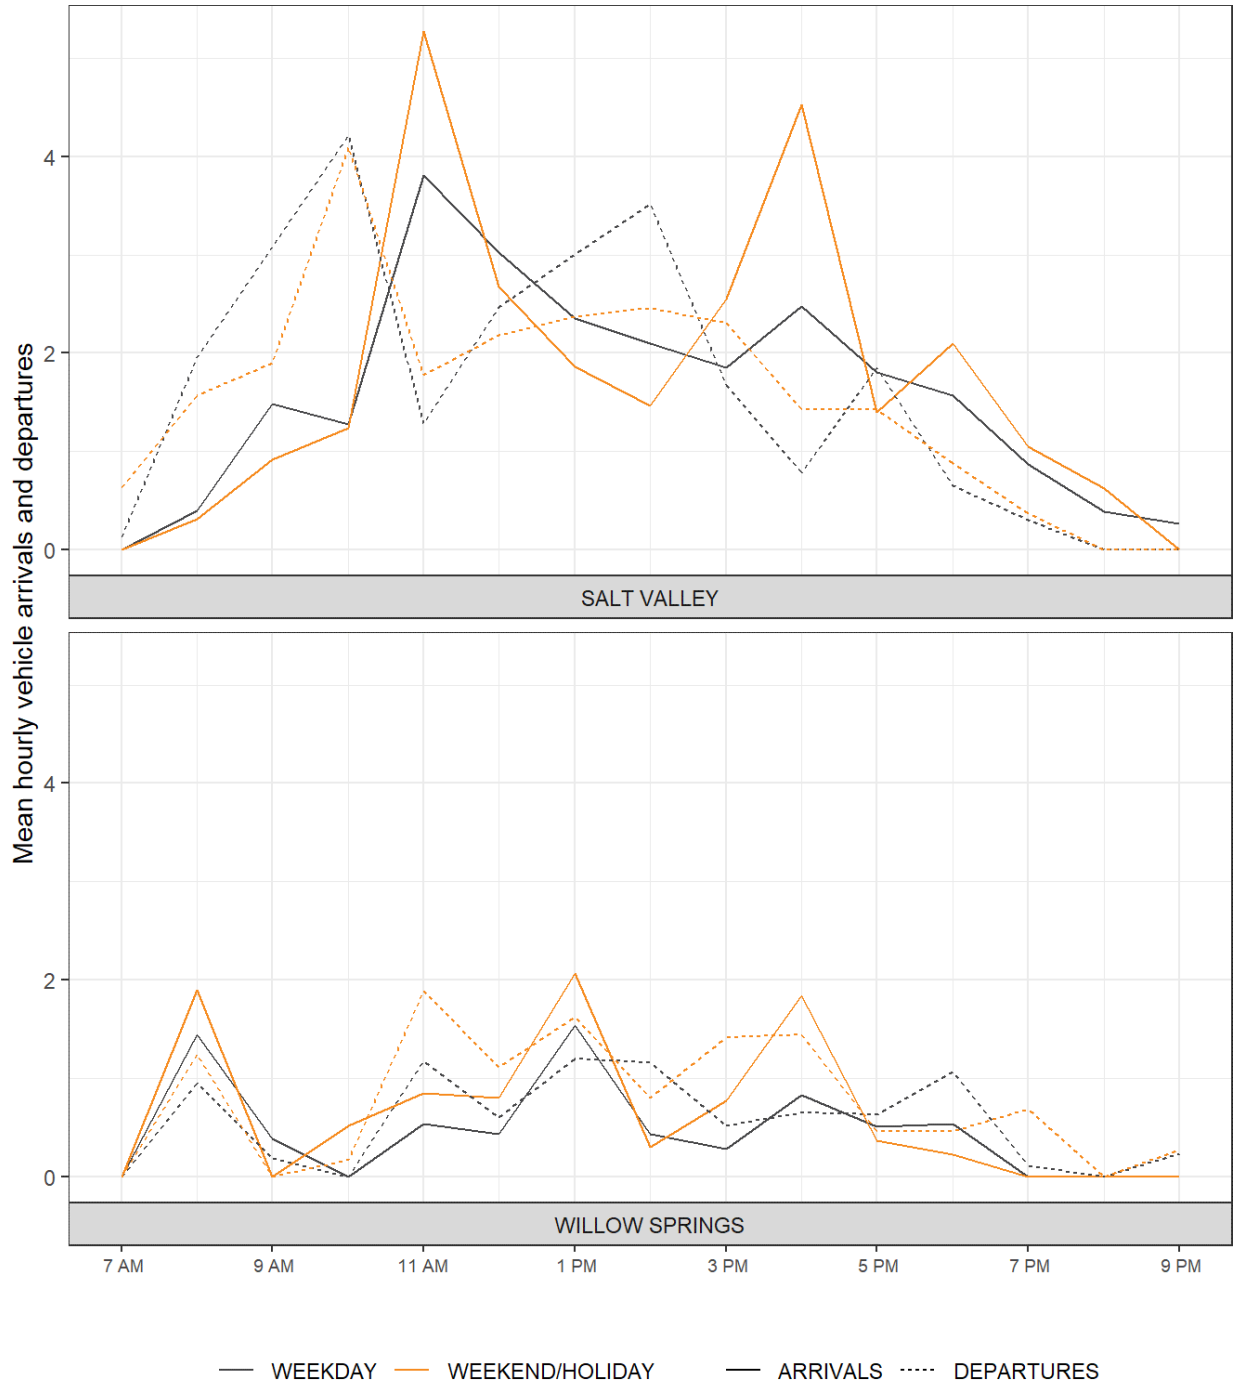 Mean hourly vehicle arrivals and departures
4
2
0
SALT VALLEY
4
2
0
WILLOW SPRINGS
7 AM 9 AM 11 AM 1 PM 3 PM 5 PM 7 PM 9 PM
WEEKDAY WEEKEND/HOLIDAY ARRIVALS DEPARTURES